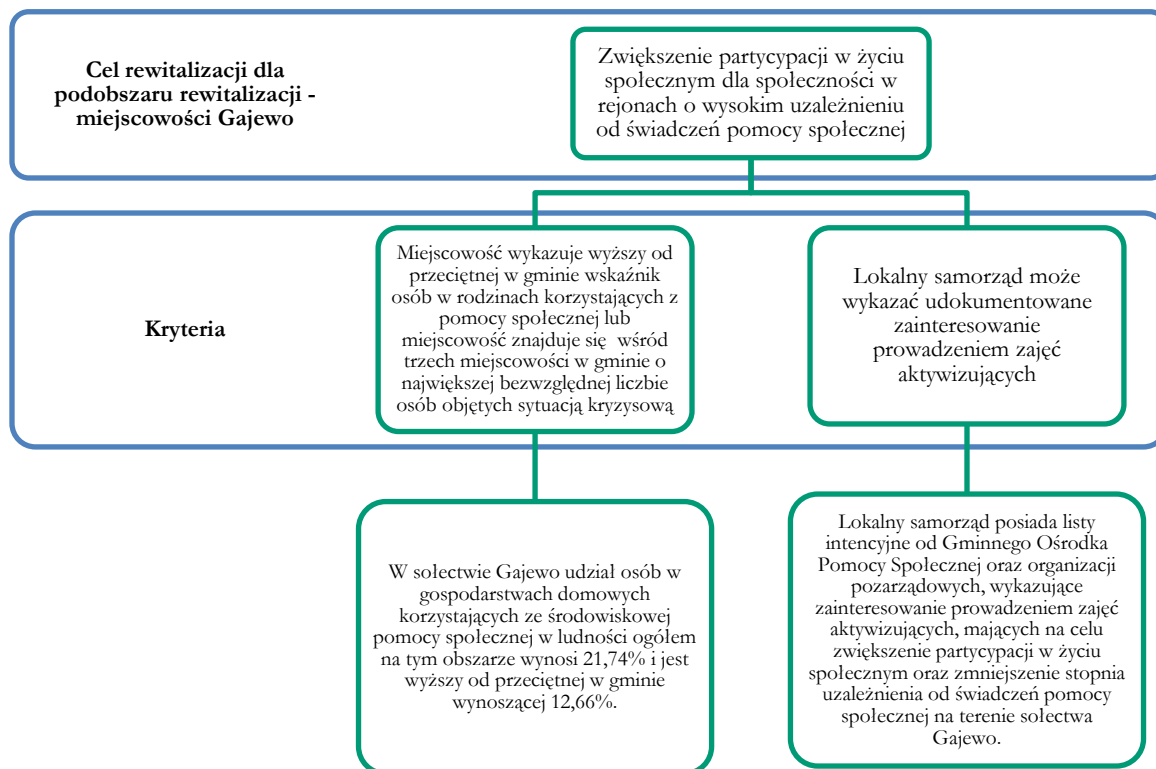 Cel rewitalizacji dla
podobszaru rewitalizacji -
miejscowości Gajewo
Zwiększenie partycypacji w życiu
społecznym dla społeczności w
rejonach o wysokim uzależnieniu
od świadczeń pomocy społecznej
Kryteria
Miejscowość wykazuje wyższy od
przeciętnej w gminie wskaźnik
osób w rodzinach korzystających z
pomocy społecznej lub
miejscowość znajduje się wśród
trzech miejscowości w gminie o
największej bezwzględnej liczbie
osób objętych sytuacją kryzysową
Lokalny samorząd może
wykazać udokumentowane
zainteresowanie
prowadzeniem zajęć
aktywizujących
W sołectwie Gajewo udział osób w
gospodarstwach domowych
korzystających ze środowiskowej
pomocy społecznej w ludności ogółem
na tym obszarze wynosi 21,74% i jest
wyższy od przeciętnej w gminie
wynoszącej 12,66%.
Lokalny samorząd posiada listy
intencyjne od Gminnego Ośrodka
Pomocy Społecznej oraz organizacji
pozarządowych, wykazujące
zainteresowanie prowadzeniem zajęć
aktywizujących, mających na celu
zwiększenie partycypacji w życiu
społecznym oraz zmniejszenie stopnia
uzależnienia od świadczeń pomocy
społecznej na terenie sołectwa
Gajewo.